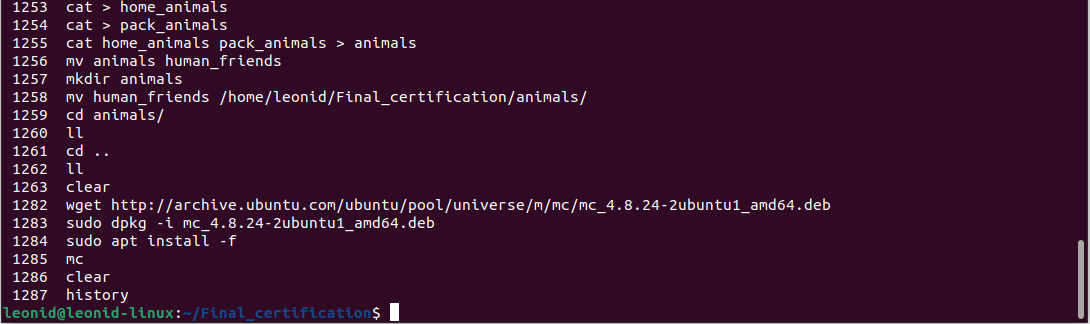 1253  cat > home_animals
1254  cat > pack_animals
1255  cat home_animals pack_animals > animals
1256  mv animals human_friends
1257  mkdir animals
1258  mv human_friends /home/leonid/Final_certification/animals/
1259  cd animals/
1260  ll
1261  cd ..
1262  ll
1263  clear
1282  wget http://archive.ubuntu.com/ubuntu/pool/universe/m/mc/mc_4.8.24-2ubuntu1_amd64.deb
1283  sudo dpkg -i mc_4.8.24-2ubuntu1_amd64.deb
1284  sudo apt install -f
1285  mc
1286  clear
1287  history
leonid@leonid-linux:~/Final_certification$